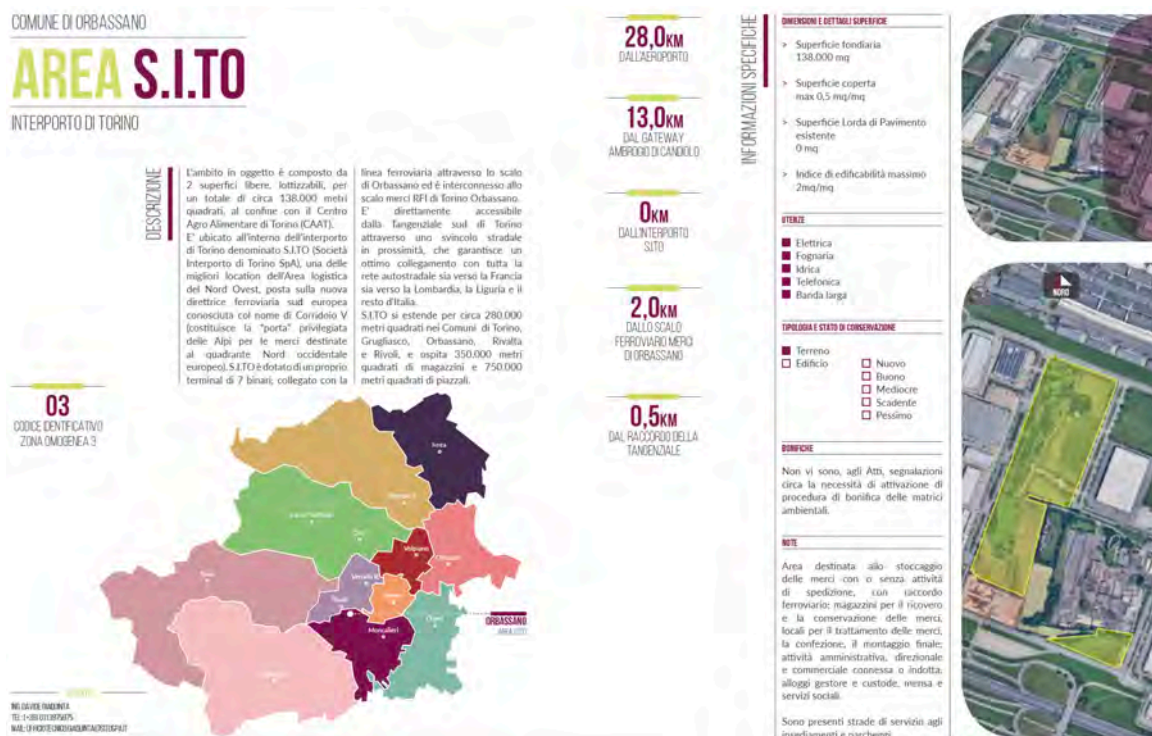 COMUNE DI ORBASSANO
AREA S.I.TO
INTERPORTO DI TORINO
DESCRIZIONE
L'ambito in oggetto è composto da
2 superfici libere, lottizzabili, per
un totale di circa 138.000 metri
quadrati, al confine con il Centro
Agro Alimentare di Torino (CAAT).
E' ubicato all'interno dell'interporto
di Torino denominato S.I.TO (Società
Interporto di Torino SpA), una delle
migliori location dell'Area logistica
del Nord Ovest, posta sulla nuova
direttrice ferroviaria sud europea
conosciuta col nome di Corridoio V
(costituisce la "porta" privilegiata
delle Alpi per le merci destinate
al quadrante Nord occidentale
europeo). S.I.TO è dotato di un proprio
terminal di 7 binari, collegato con la
linea ferroviaria attraverso lo scalo
di Orbassano ed è interconnesso allo
scalo merci RFI di Torino Orbassano.
E' direttamente accessibile
dalla Tangenziale sud di Torino
attraverso uno svincolo stradale
in prossimità, che garantisce un
ottimo collegamento con tutta la
rete autostradale sia verso la Francia
sia verso la Lombardia, la Liguria e il
resto d'Italia.
S.I.TO si estende per circa 280.000
metri quadrati nei Comuni di Torino,
Grugliasco, Orbassano, Rivalta
e Rivoli, e ospita 350.000 metri
quadrati di magazzini e 750.000
metri quadrati di piazzali.
03
CODICE IDENTIFICATIVO
ZONA OMOGENEA 3
Ivrea
Volpiano
Venaria R.
Chivasso
Chieri
Moncalieri
ORBASSANO
28,0KM
DALL'AEROPORTO
13,0KM
DAL GATEWAY
AMBROGIO DI CANDIOLO
0KM
DALL'INTERPORTO
S.I.TO
2,0KM
DALLO SCALO
FERROVIARIO MERCI
DI ORBASSANO
0,5KM
DAL RACCORDO DELLA
TANGENZIALE
INFORMAZIONI SPECIFICHE
DIMENSIONI E DETTAGLI SUPERFICIE
> Superficie fondiaria
138.000 mq
> Superficie coperta
max 0,5 mq/mq
> Superficie Lorda di Pavimento
esistente
0 mq
> Indice di edificabilità massimo
2mq/mq
UTENZE
Elettrica
Fognaria
Idrica
Telefonica
Banda larga
TIPOLOGIA E STATO DI CONSERVAZIONE
Terreno
Edificio
Nuovo
Buono
Mediocre
Scadente
Pessimo
BONIFICHE
Non vi sono, agli Atti, segnalazioni
circa la necessità di attivazione di
procedura di bonifica delle matrici
ambientali.
NOTE
Area destinata allo stoccaggio
delle merci con o senza attività
di spedizione, con raccordo
ferroviario; magazzini per il ricovero
e la conservazione delle merci,
locali per il trattamento delle merci,
la confezione, il montaggio finale;
attività amministrativa, direzionale
e commerciale connessa o indotta,
alloggi gestore e custode, mensa e
servizi sociali.
Sono presenti strade di servizio agli
insediamenti e parcheggi.
NORD